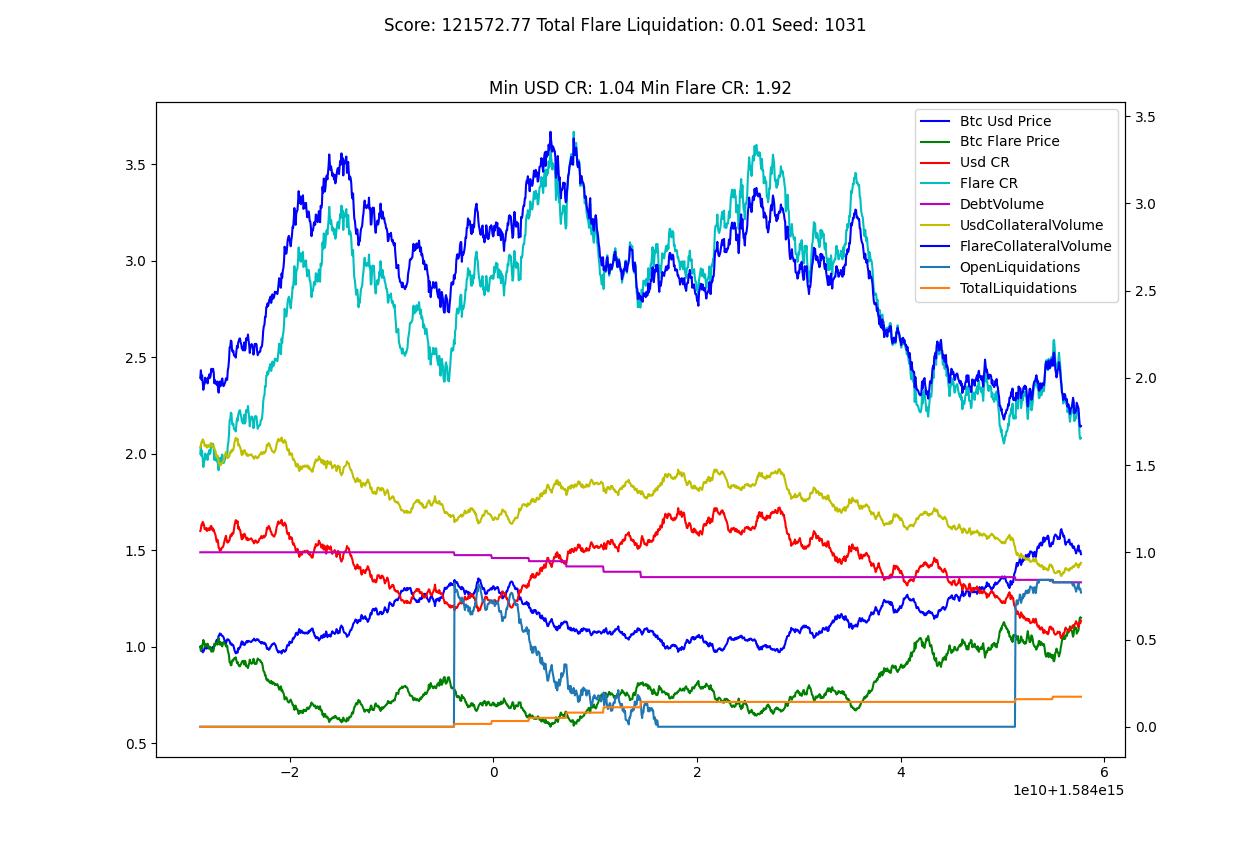 Score: 121572.77 Total Flare Liquidation: 0.01 Seed: 1031
Min USD CR: 1.04 Min Flare CR: 1.92
Btc Usd Price
Btc Flare Price
Usd CR
Flare CR
DebtVolume
UsdCollateralVolume
FlareCollateralVolume
OpenLiquidations
TotalLiquidations
3.5
3.0
2.5
2.0
1.5
1.0
0.5
3.5
3.0
2.5
2.0
1.5
1.0
0.5
0.0
−2
0
2
4
6
1e10+1.584e15